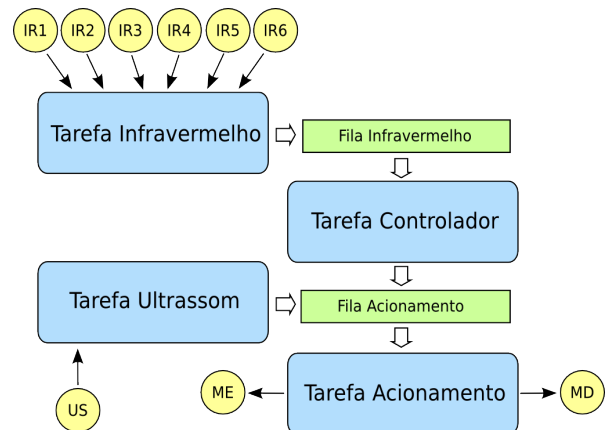 IR1 IR2 IR3 IR4 IR5 IR6
Tarefa Infravermelho
Fila Infravermelho
Tarefa Controlador
Tarefa Ultrassom
Fila Acionamento
Tarefa Acionamento
ME
MD
US